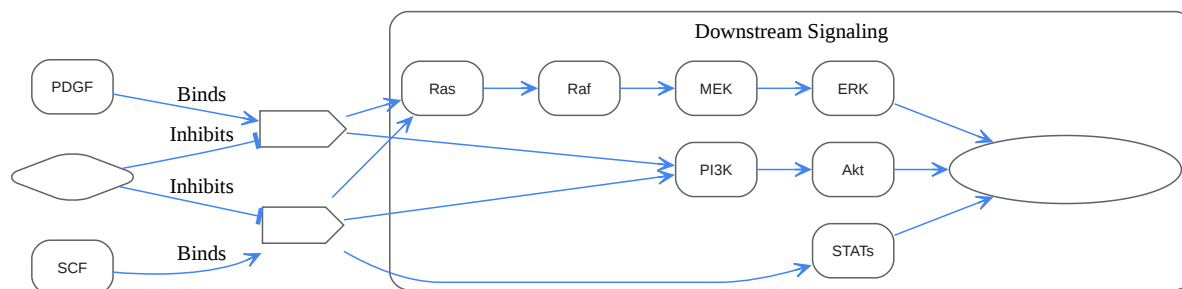 Downstream Signaling
PDGF
Binds
Ras
Raf
MEK
ERK
Inhibits
PI3K
Akt
Inhibits
SCF
Binds
STATs